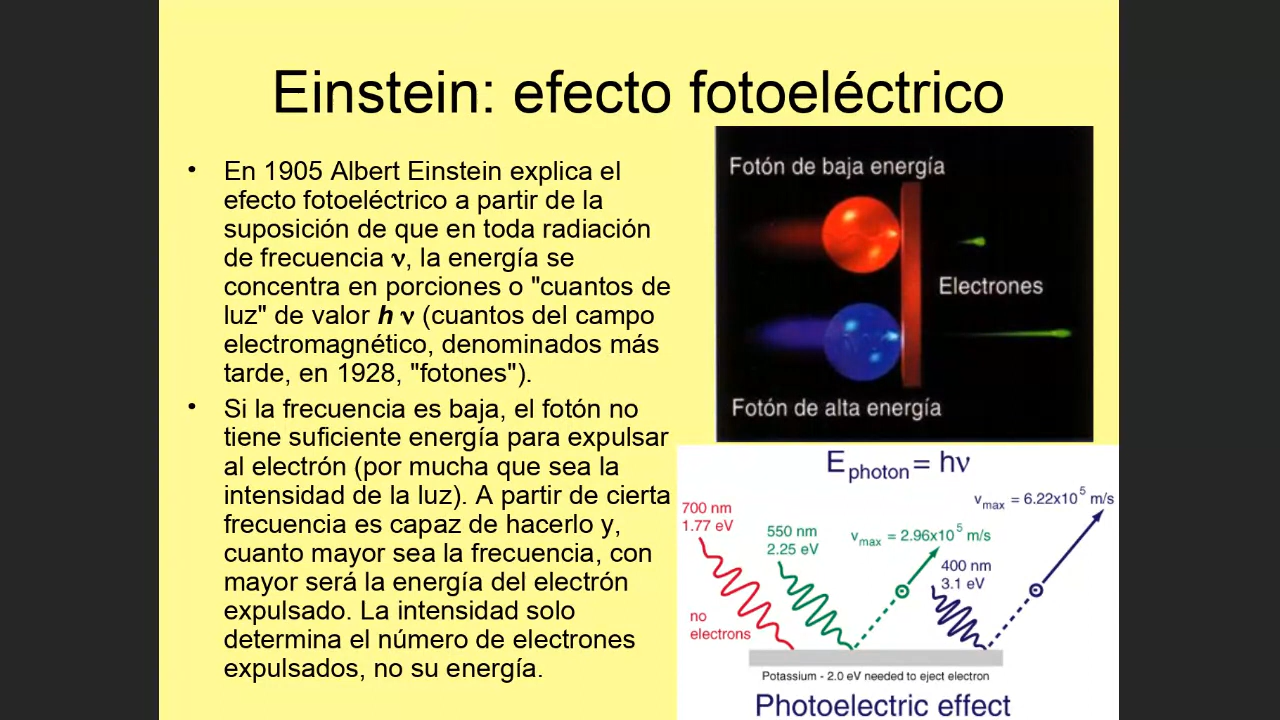 Einstein: efecto fotoeléctrico
• En 1905 Albert Einstein explica el
efecto fotoeléctrico a partir de la
suposición de que en toda radiación
de frecuencia ν, la energía se
concentra en porciones o "cuantos de
luz" de valor h ν (cuantos del campo
electromagnético, denominados más
tarde, en 1928, "fotones").
• Si la frecuencia es baja, el fotón no
tiene suficiente energía para expulsar
al electrón (por mucha que sea la
intensidad de la luz). A partir de cierta
frecuencia es capaz de hacerlo y,
cuanto mayor sea la frecuencia, con
mayor será la energía del electrón
expulsado. La intensidad solo
determina el número de electrones
expulsados, no su energía.
Fotón de baja energía
Electrones
Fotón de alta energía
E photon = hν
700 nm
1.77 eV
no
electrons
550 nm
2.25 eV
v max = 2.96x10^5 m/s
400 nm
3.1 eV
v max = 6.22x10^5 m/s
Potassium - 2.0 eV needed to eject electron
Photoelectric effect